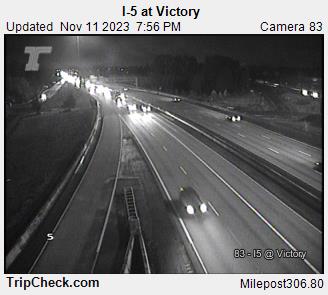 I-5 at Victory
Updated Nov 11 2023 7:56 PM Camera 83
T
S
83 - I5 @ Victory
TripCheck.com Milepost306.80